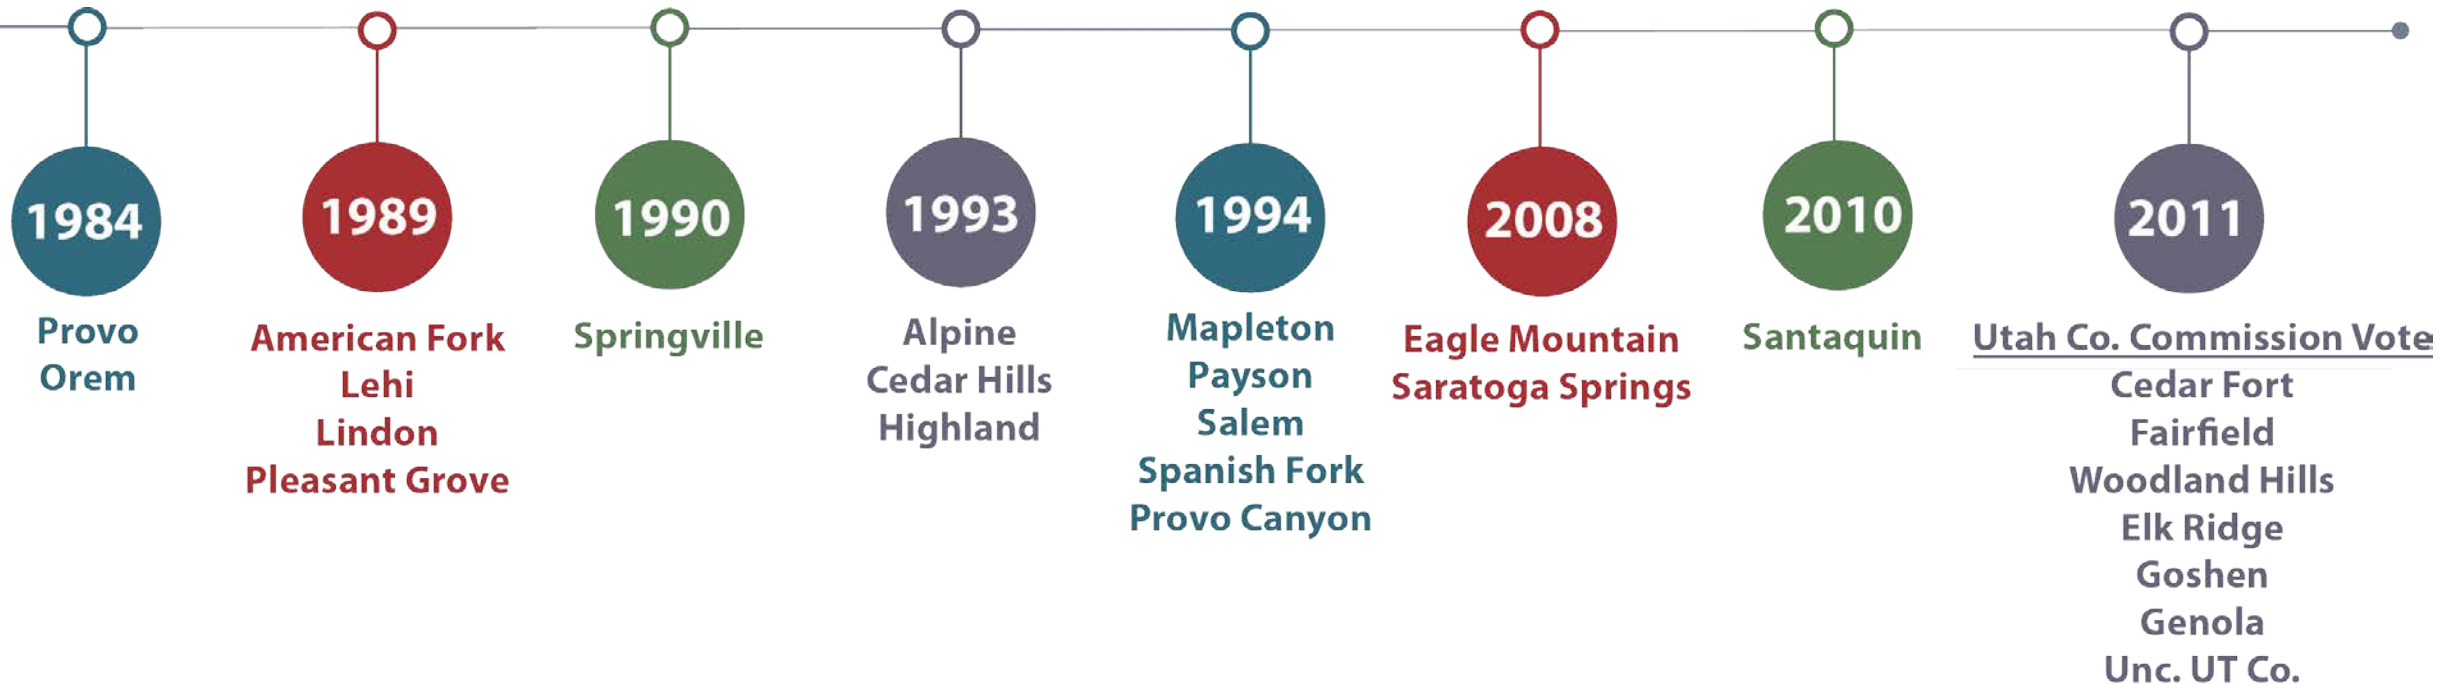 1984
Provo
Orem
1989
American Fork
Lehi
Lindon
Pleasant Grove
1990
Springville
1993
Alpine
Cedar Hills
Highland
1994
Mapleton
Payson
Salem
Spanish Fork
Provo Canyon
2008
Eagle Mountain
Saratoga Springs
2010
Santaquin
2011
Utah Co. Commission Vote
Cedar Fort
Fairfield
Woodland Hills
Elk Ridge
Goshen
Genola
Unc. UT Co.